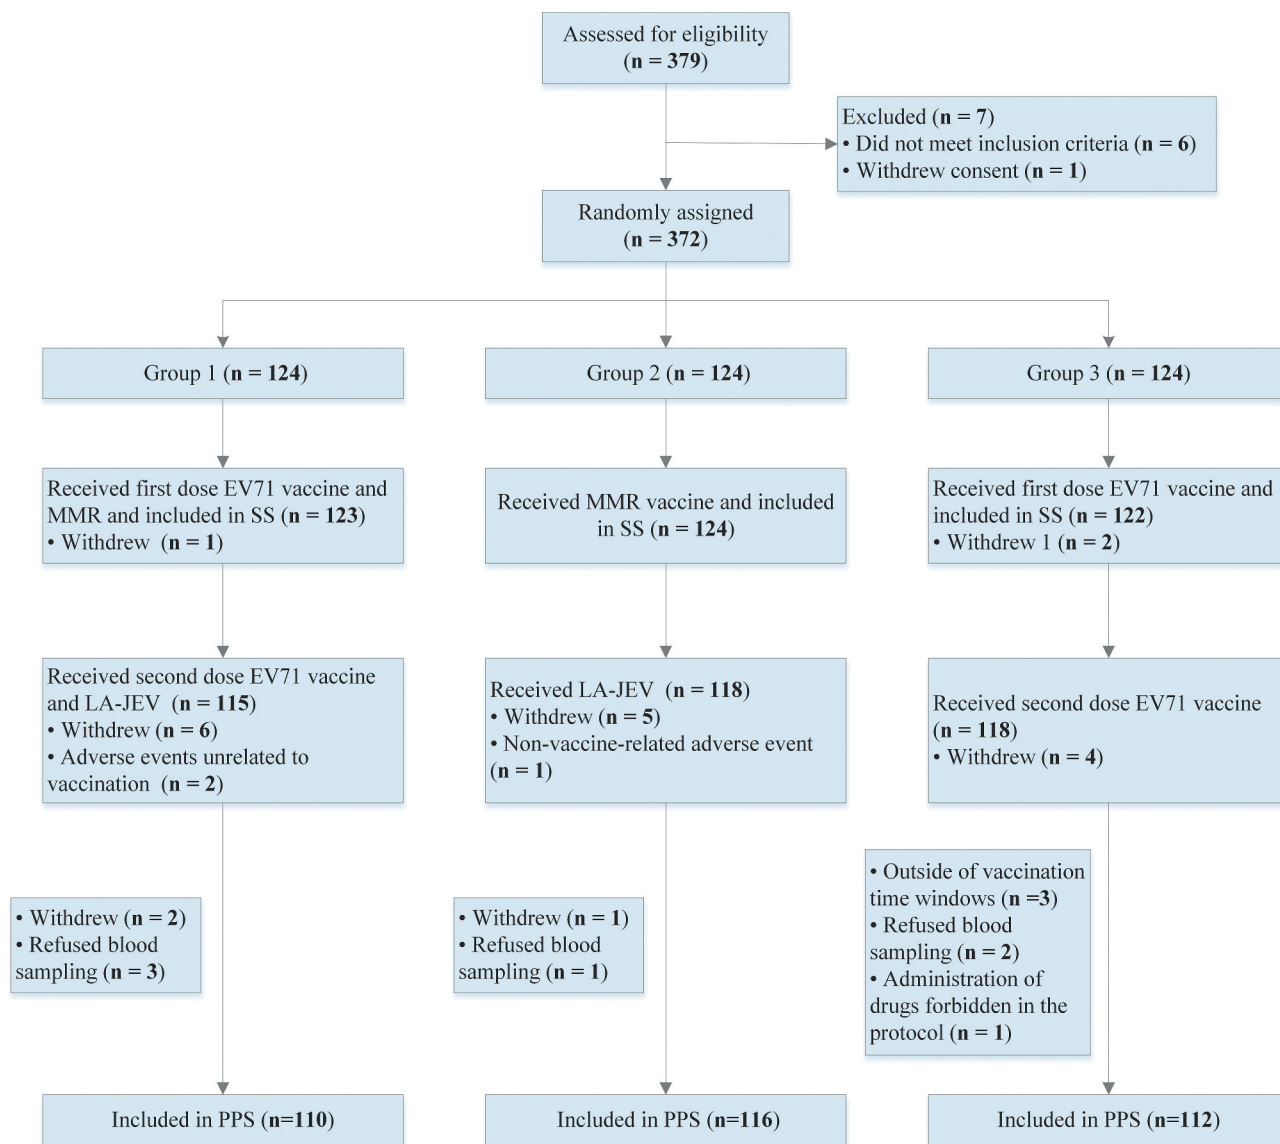 Assessed for eligibility
(n = 379)
Excluded (n = 7)
• Did not meet inclusion criteria (n = 6)
• Withdrew consent (n = 1)
Randomly assigned
(n = 372)
Group 1 (n = 124)
Group 2 (n = 124)
Group 3 (n = 124)
Received first dose EV71 vaccine and
MMR and included in SS (n = 123)
• Withdrew (n = 1)
Received MMR vaccine and included
in SS (n = 124)
Received first dose EV71 vaccine and
included in SS (n = 122)
• Withdrew 1 (n = 2)
Received second dose EV71 vaccine
and LA-JEV (n = 115)
• Withdrew (n = 6)
• Adverse events unrelated to
vaccination (n = 2)
Received LA-JEV (n = 118)
• Withdrew (n = 5)
• Non-vaccine-related adverse event
(n = 1)
Received second dose EV71 vaccine
(n = 118)
• Withdrew (n = 4)
• Withdrew (n = 2)
• Refused blood
sampling (n = 3)
• Withdrew (n = 1)
• Refused blood
sampling (n = 1)
• Outside of vaccination
time windows (n =3)
• Refused blood
sampling (n = 2)
• Administration of
drugs forbidden in the
protocol (n = 1)
Included in PPS (n=110)
Included in PPS (n=116)
Included in PPS (n=112)